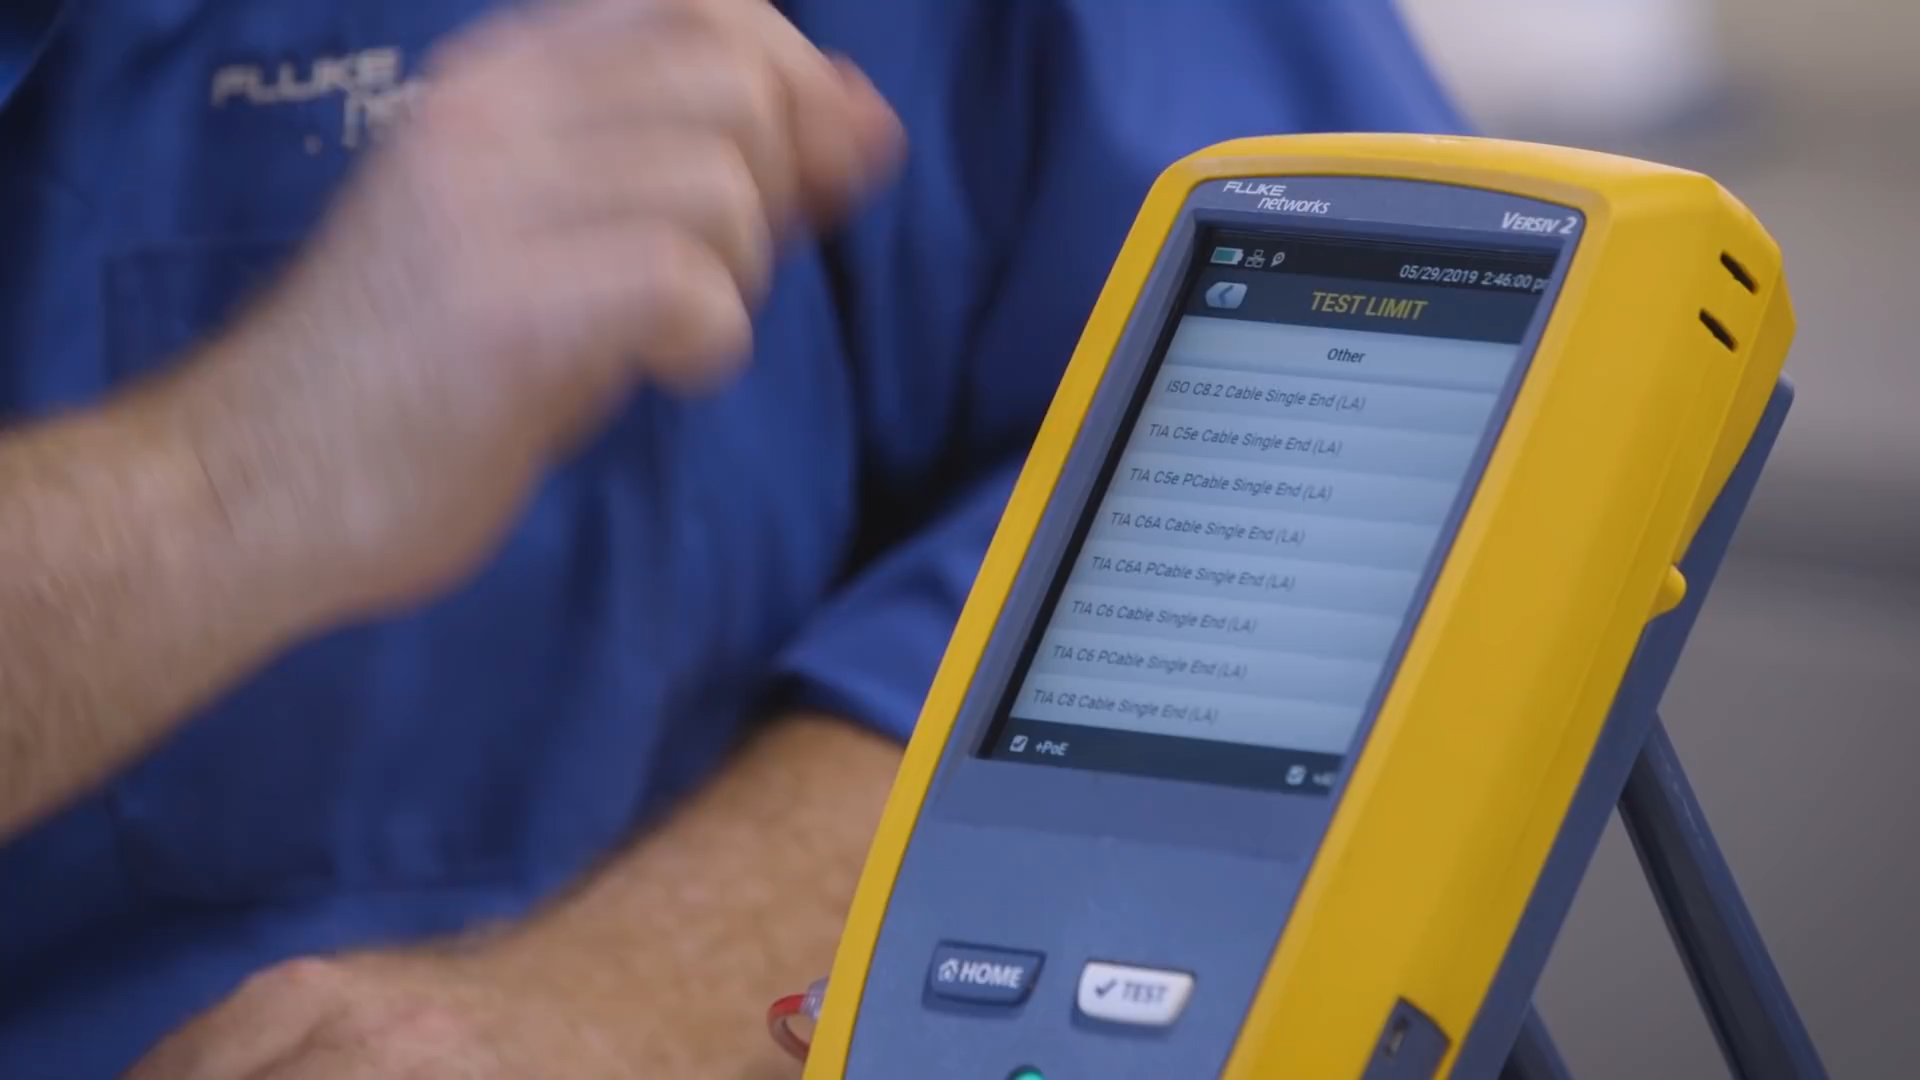 FLUKE
FLUKE
networks
VERSIV 2
05/29/2019 2:46:00 pm
TEST LIMIT
Other
ISO C8.2 Cable Single End (LA)
TIA C5e Cable Single End (LA)
TIA C5e PCable Single End (LA)
TIA C6A Cable Single End (LA)
TIA C6A PCable Single End (LA)
TIA C6 Cable Single End (LA)
TIA C6 PCable Single End (LA)
TIA C8 Cable Single End (LA)
+PoE
HOME
TEST